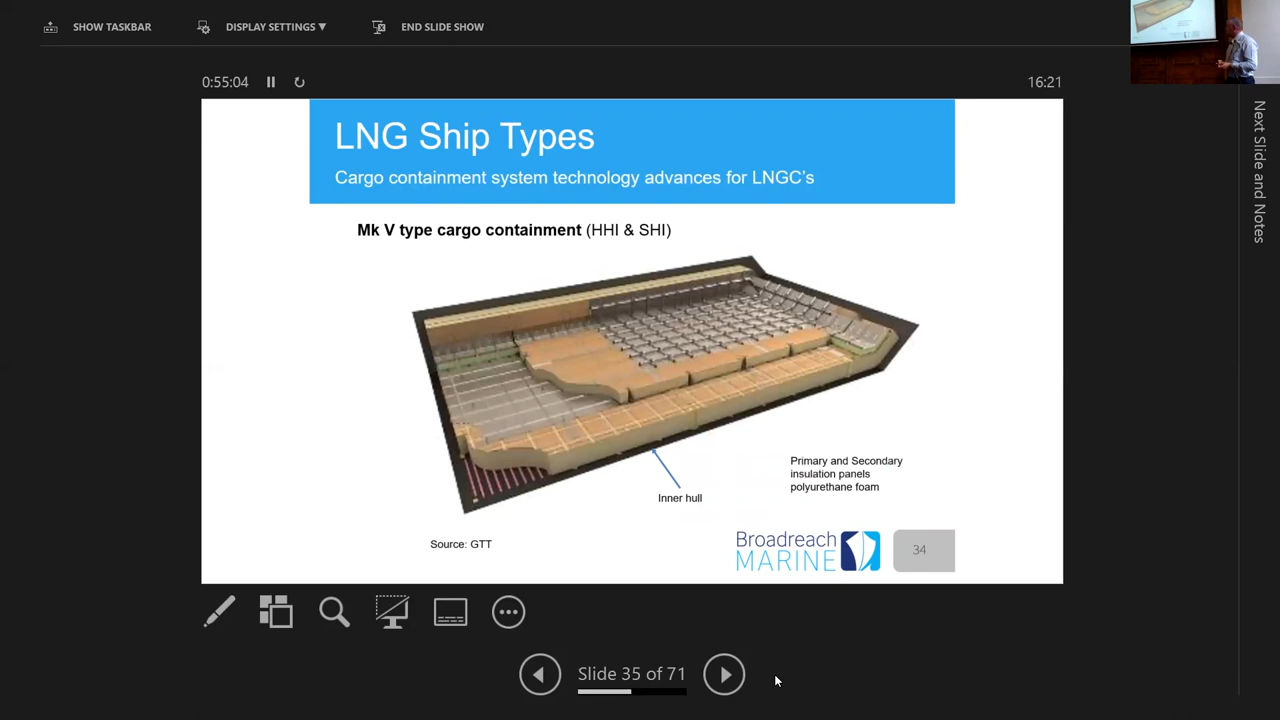 SHOW TASKBAR
DISPLAY SETTINGS ▼
END SLIDE SHOW
0:55:04
16:21
LNG Ship Types
Cargo containment system technology advances for LNGC's
Mk V type cargo containment (HHI & SHI)
Primary and Secondary
insulation panels
polyurethane foam
Inner hull
Source: GTT
Broadreach
MARINE
34
Slide 35 of 71
Next Slide and Notes